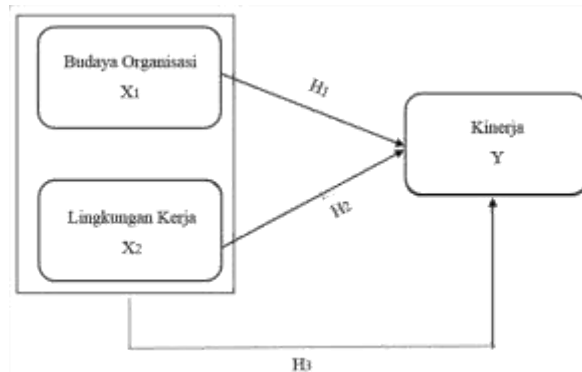 Budaya Organisasi
X1
H1
Kinerja
Y
Lingkungan Kerja
X2
H2
H3